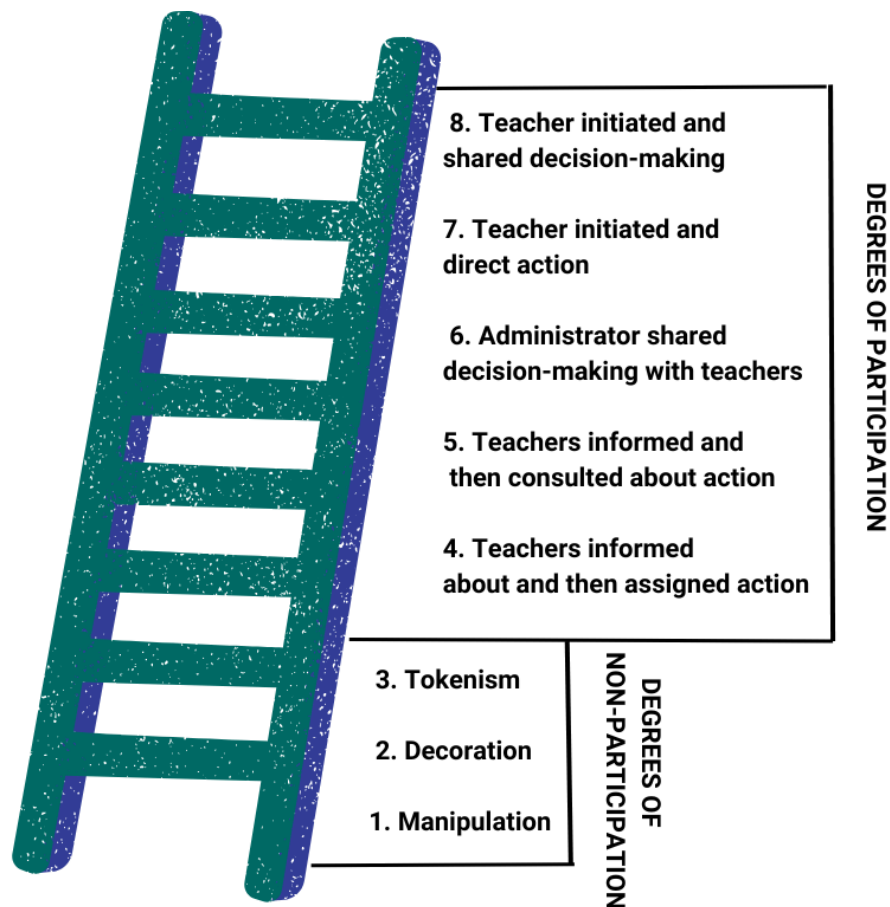 8. Teacher initiated and
shared decision-making
7. Teacher initiated and
direct action
6. Administrator shared
decision-making with teachers
5. Teachers informed and
then consulted about action
4. Teachers informed
about and then assigned action
DEGREES OF PARTICIPATION
3. Tokenism
2. Decoration
1. Manipulation
DEGREES OF
NON-PARTICIPATION